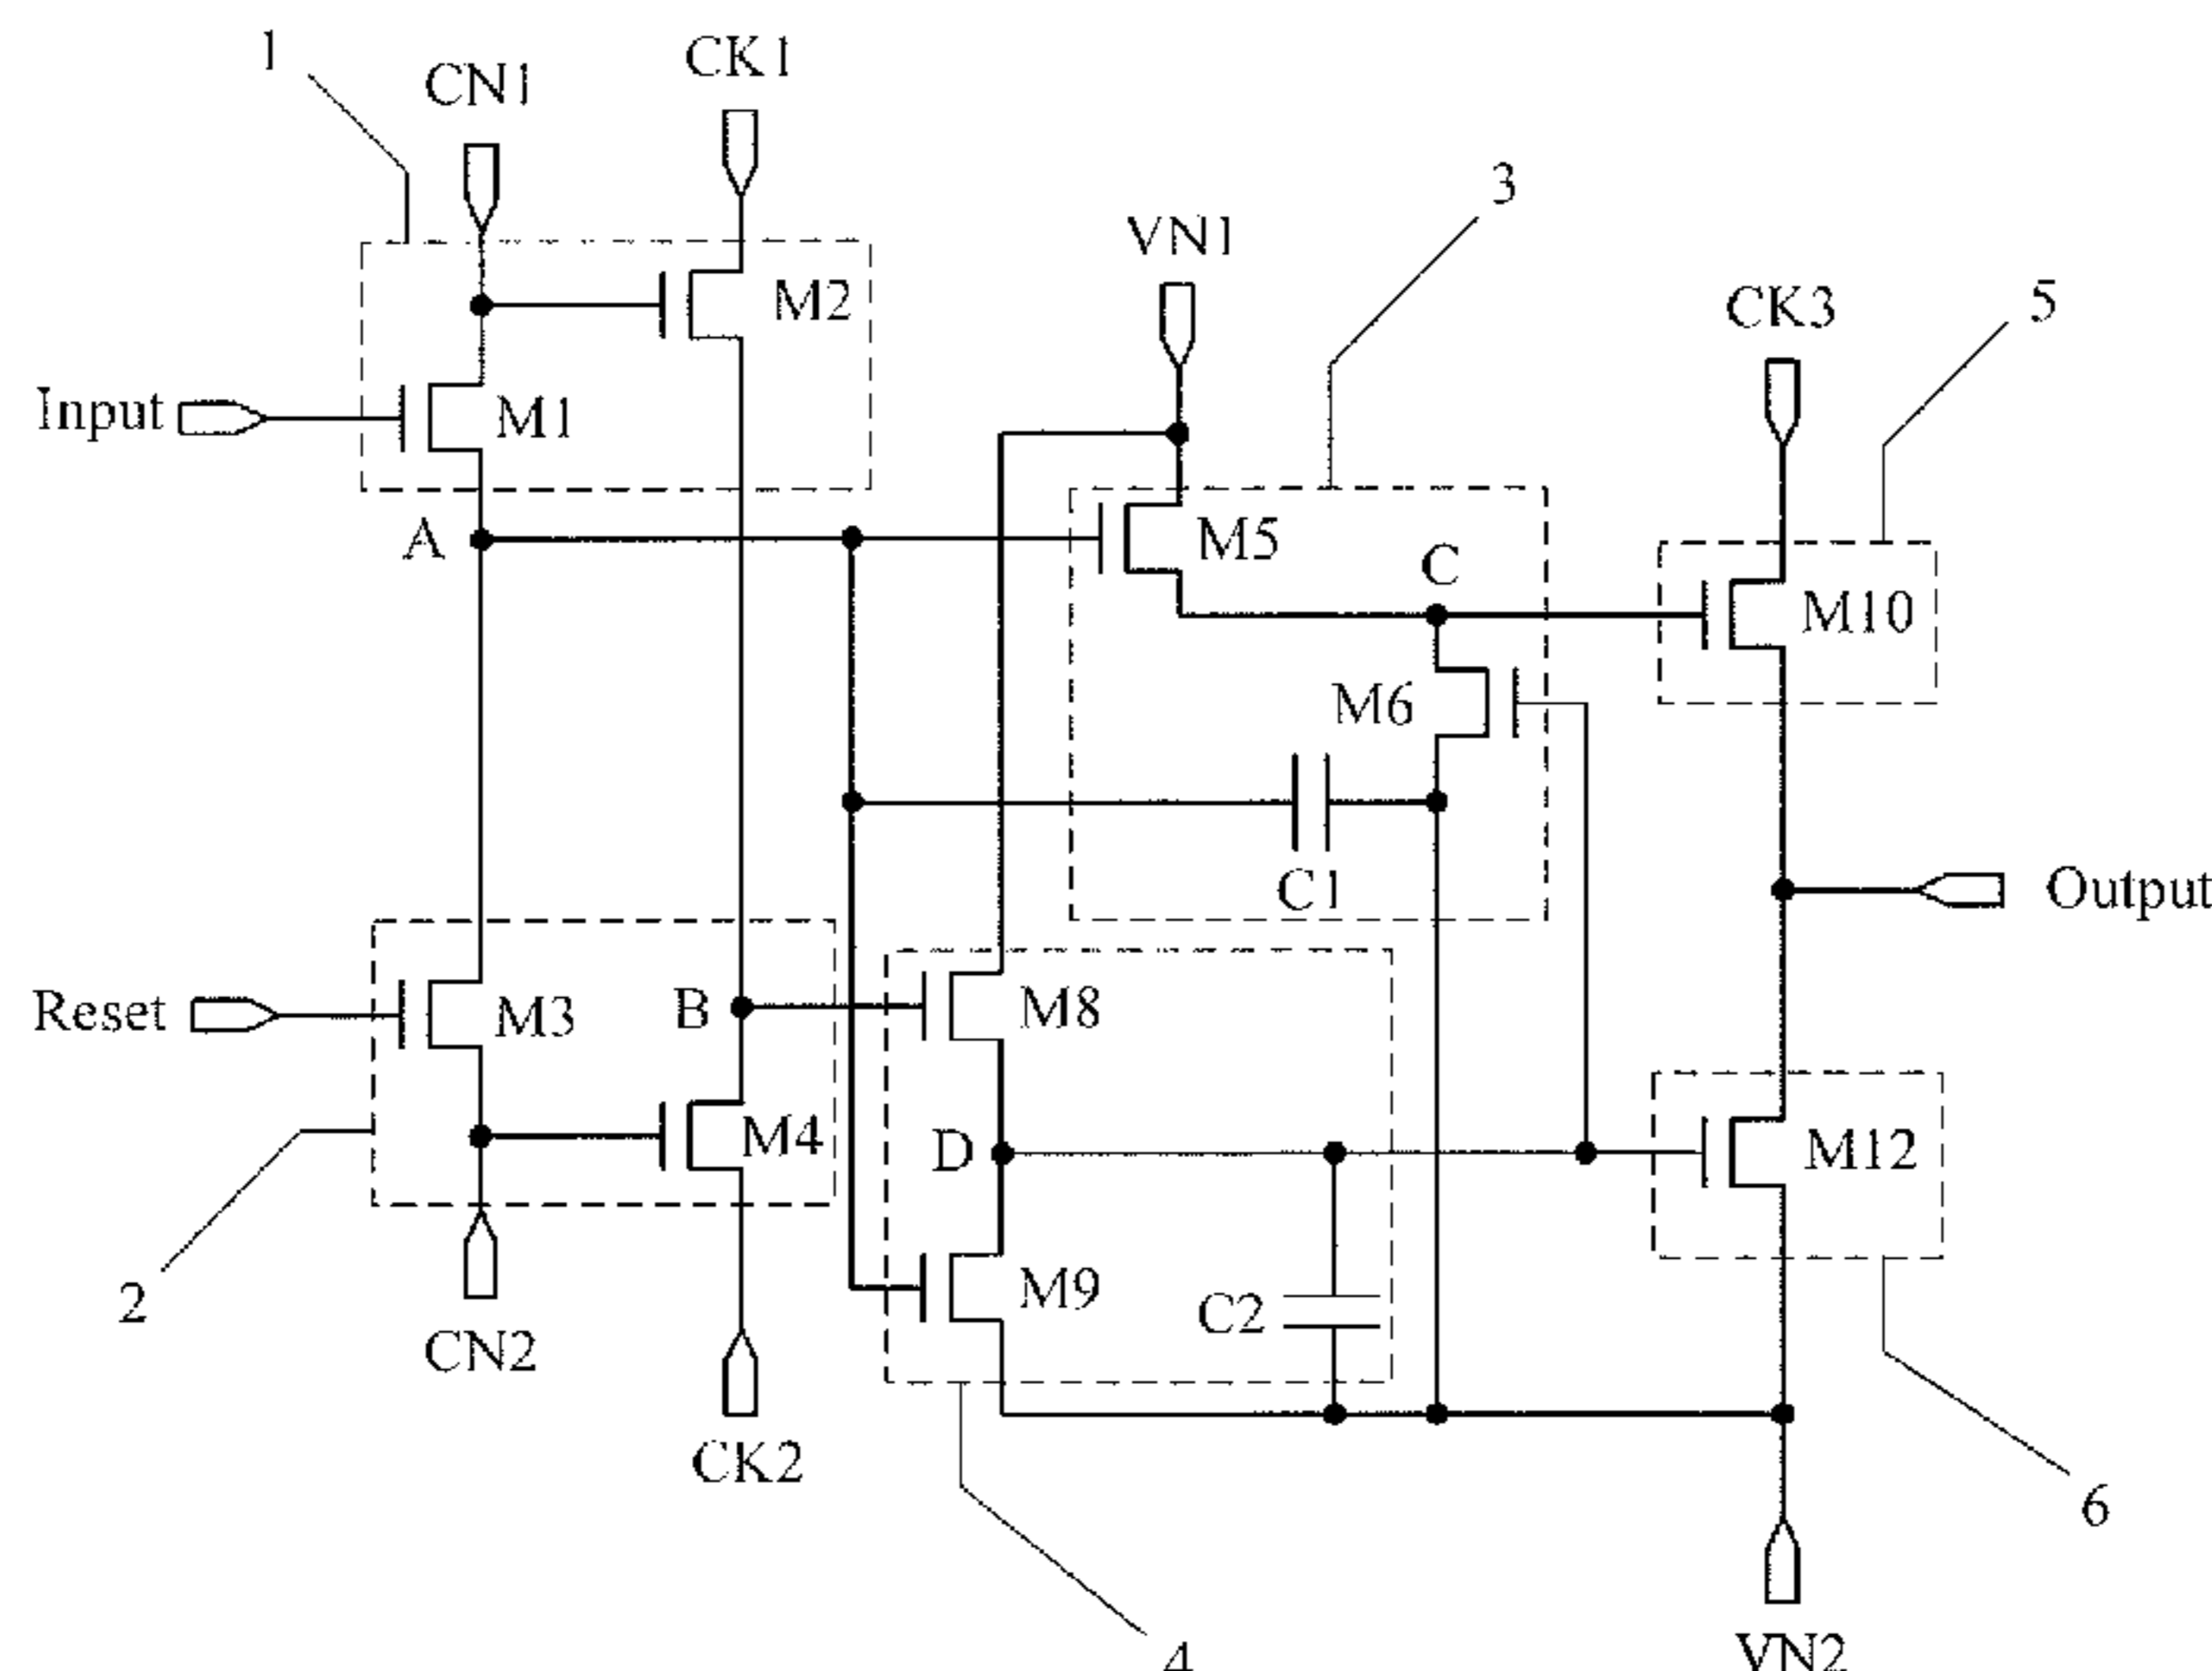 1
CN1
CK1
3
VN1
M2
CK3
5
Input
M1
A
M5
C
M10
M6
C1
Output
Reset
M3
B
M8
M4
D
M12
M9
C2
2
CN2
CK2
6
4
VN2